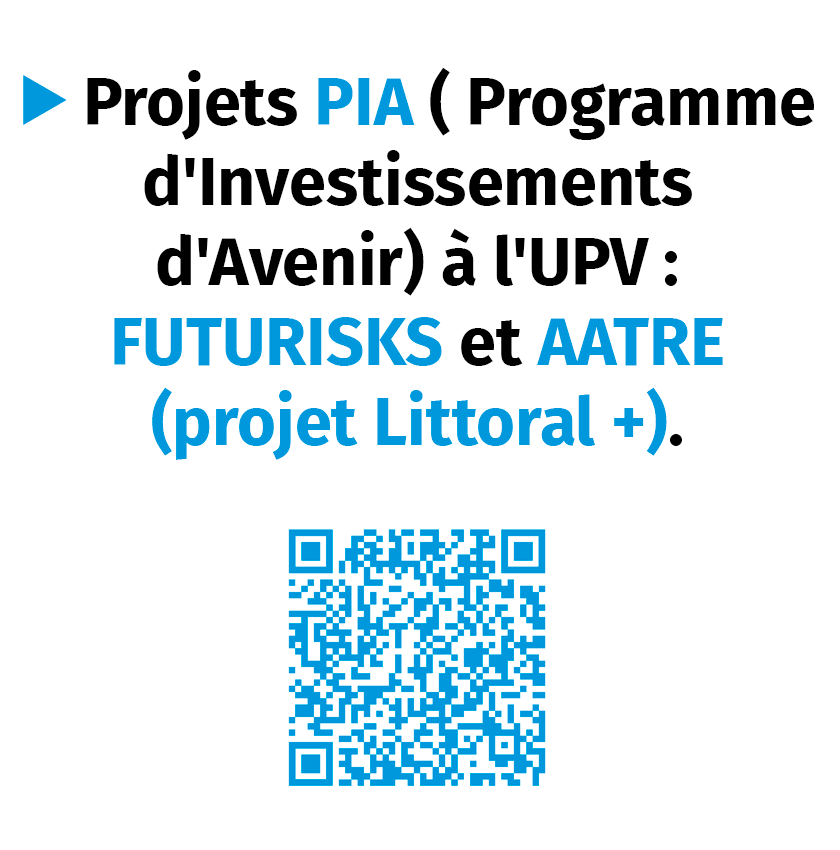 ▶ Projets PIA ( Programme
d'Investissements
d'Avenir) à l'UPV :
FUTURISKS et AATRE
(projet Littoral +).